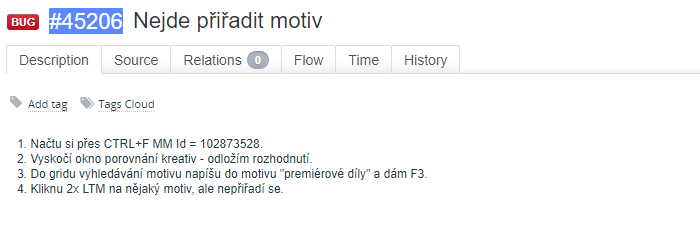 BUG #45206 Nejde přiřadit motiv
Description Source Relations 0 Flow Time History
Add tag Tags Cloud
1. Načtu si přes CTRL+F MM Id = 102873528.
2. Vyskočí okno porovnání kreativ - odložím rozhodnutí.
3. Do gridu vyhledávání motivu napíšu do motivu "premiérové díly" a dám F3.
4. Kliknu 2x LTM na nějaký motiv, ale nepřiřadí se.